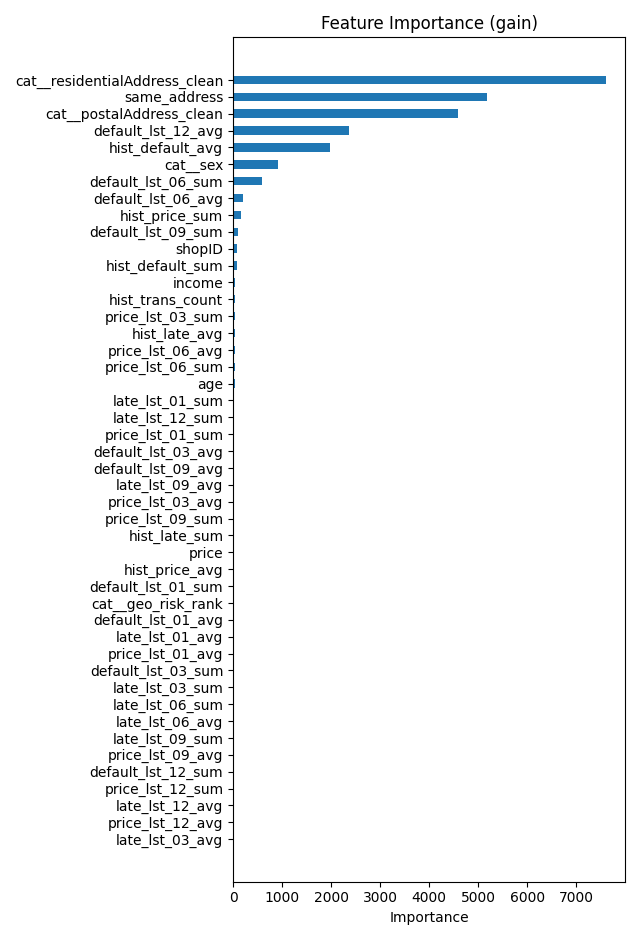 Feature Importance (gain)
cat__residentialAddress_clean
same_address
cat__postalAddress_clean
default_lst_12_avg
hist_default_avg
cat__sex
default_lst_06_sum
default_lst_06_avg
hist_price_sum
default_lst_09_sum
shopID
hist_default_sum
income
hist_trans_count
price_lst_03_sum
hist_late_avg
price_lst_06_avg
price_lst_06_sum
age
late_lst_01_sum
late_lst_12_sum
price_lst_01_sum
default_lst_03_avg
default_lst_09_avg
late_lst_09_avg
price_lst_03_avg
price_lst_09_sum
hist_late_sum
price
hist_price_avg
default_lst_01_sum
cat__geo_risk_rank
default_lst_01_avg
late_lst_01_avg
price_lst_01_avg
default_lst_03_sum
late_lst_03_sum
late_lst_06_sum
late_lst_06_avg
late_lst_09_sum
price_lst_09_avg
default_lst_12_sum
price_lst_12_sum
late_lst_12_avg
price_lst_12_avg
late_lst_03_avg
0 1000 2000 3000 4000 5000 6000 7000
Importance